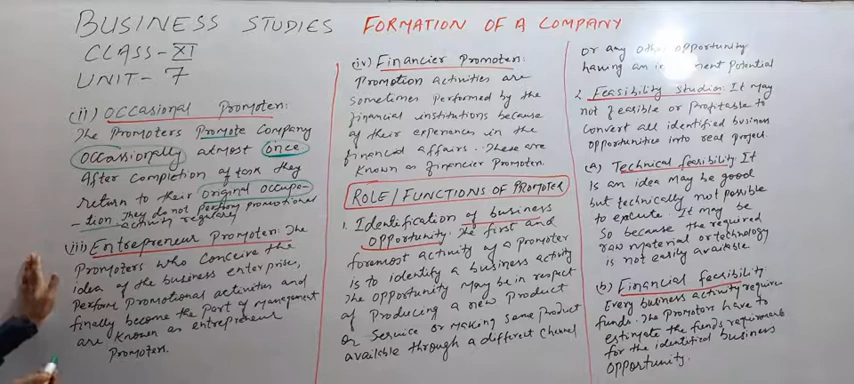 BUSINESS STUDIES FORMATION OF A COMPANY
CLASS-XI
UNIT-7
(ii) OCCASIONAL Promoter:
The Promoters Promote Company
occassionally atmost once
After completion of task they
return to their original occupa-
-tion. They do not perform promotional
activity regularly
(iii) Entrepreneur Promoter: The
Promoters who conceive the
idea of the business enterprise,
Perform Promotional activities and
finally become the Part of Management
are known as entrepreneur
Promoter.
(iv) Financier Promoter:
Promotion activities are
sometimes performed by the
financial institutions because
of their experiences in the
financial affairs. These are
known as financier Promoter.
ROLE/FUNCTIONS OF PROMOTER
1. Identification of business
opportunity: The first and
foremost activity of a Promoter
is to identify a business activity
The opportunity may be in respect
of Producing a new Product
or Service or making same product
available through a different channel
or any other opportunity
having an investment potential
2. Feasibility studies: It may
not feasible or profitable to
convert all identified business
opportunities into real project.
(a) Technical feasibility It
is an idea may be good
but technically not possible
to execute. It may be
so because the required
raw material or technology
is not easily available
(b) Financial feasibility
Every business activity require
funds. The Promoters have to
estimate the funds requirements
for the identified business
opportunity.